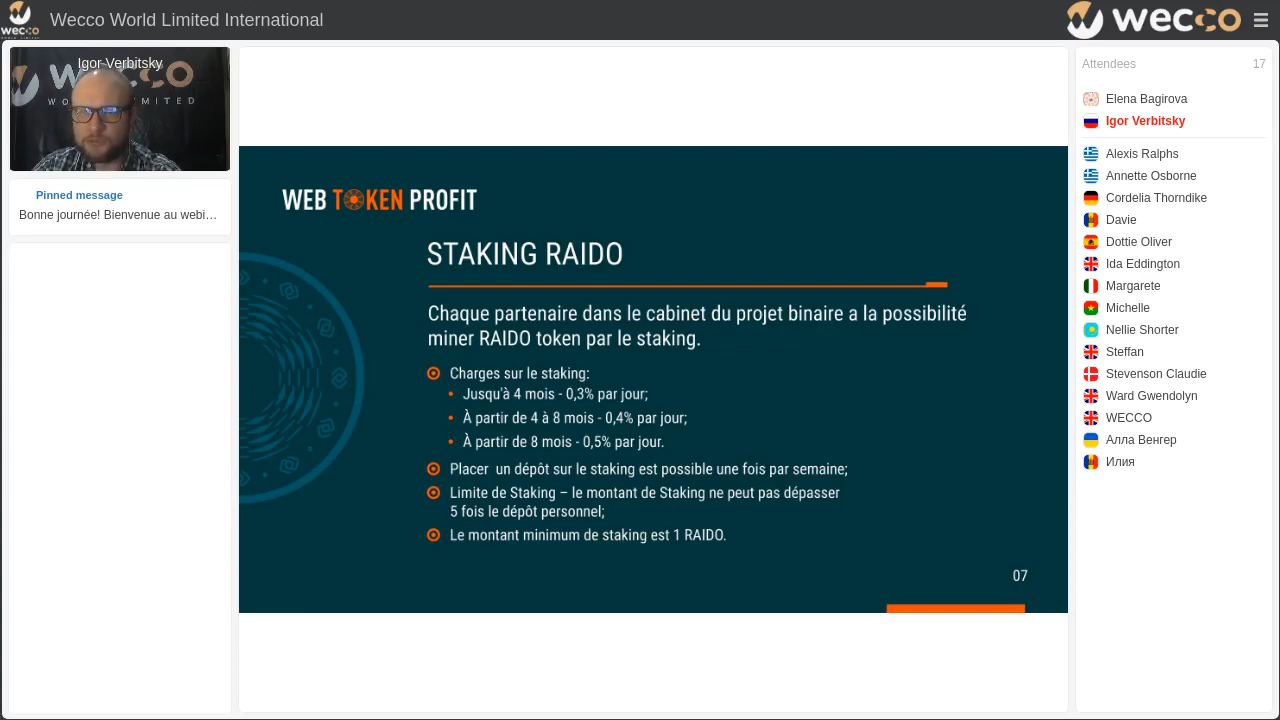 wecco
Wecco World Limited International
wecco
Igor Verbitsky
WECCO
WORLD LIMITED
Pinned message
Bonne journée! Bienvenue au webi…
WEB TOKEN PROFIT
STAKING RAIDO
Chaque partenaire dans le cabinet du projet binaire a la possibilité
miner RAIDO token par le staking.
Charges sur le staking:
Jusqu'à 4 mois - 0,3% par jour;
À partir de 4 à 8 mois - 0,4% par jour;
À partir de 8 mois - 0,5% par jour.
Placer un dépôt sur le staking est possible une fois par semaine;
Limite de Staking – le montant de Staking ne peut pas dépasser
5 fois le dépôt personnel;
Le montant minimum de staking est 1 RAIDO.
07
Attendees 17
Elena Bagirova
Igor Verbitsky
Alexis Ralphs
Annette Osborne
Cordelia Thorndike
Davie
Dottie Oliver
Ida Eddington
Margarete
Michelle
Nellie Shorter
Steffan
Stevenson Claudie
Ward Gwendolyn
WECCO
Алла Венгер
Илия